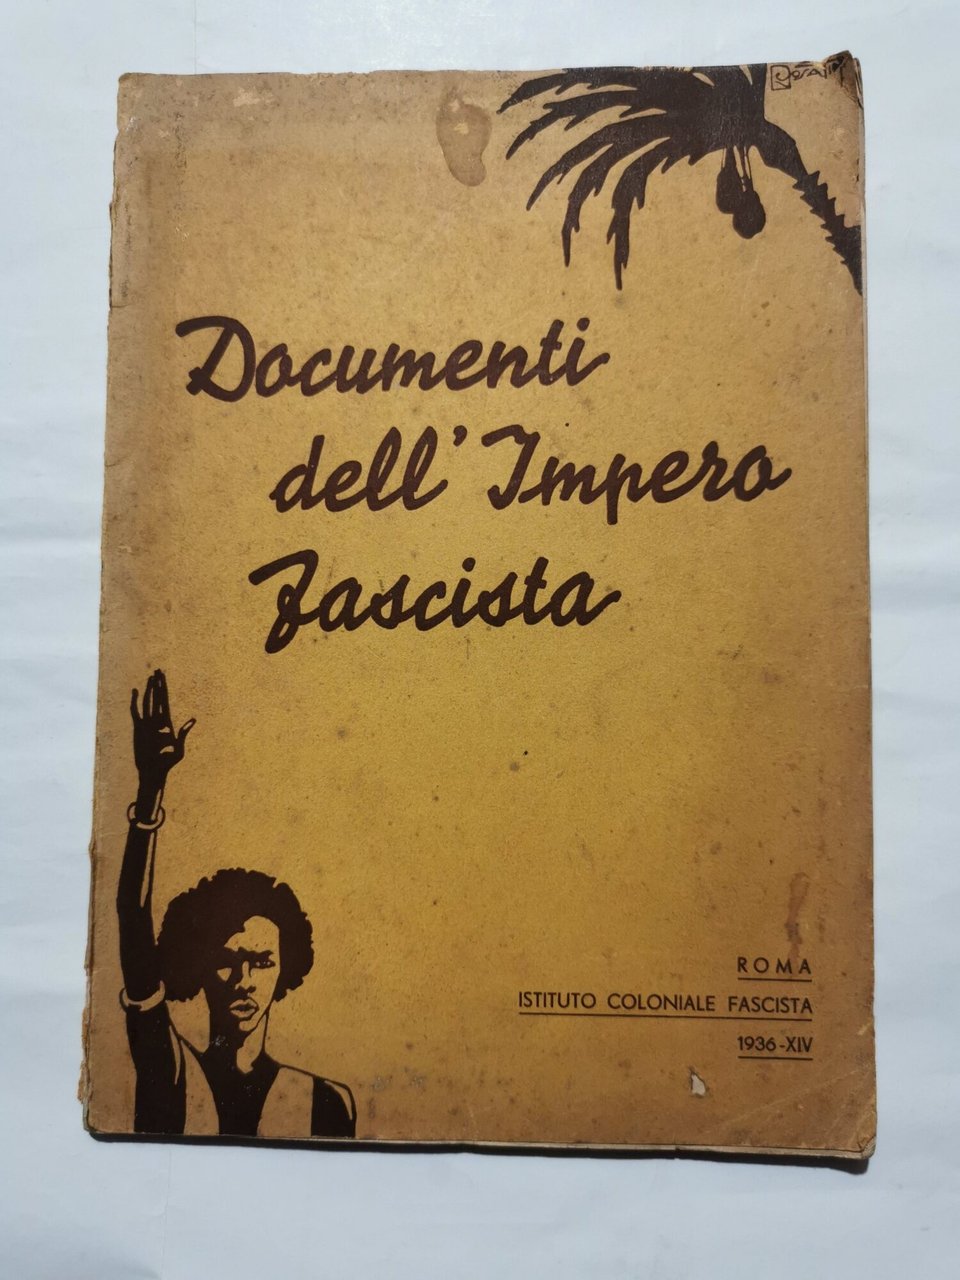 Documenti
dell'Impero
Fascista
ROMA
ISTITUTO COLONIALE FASCISTA
1936-XIV